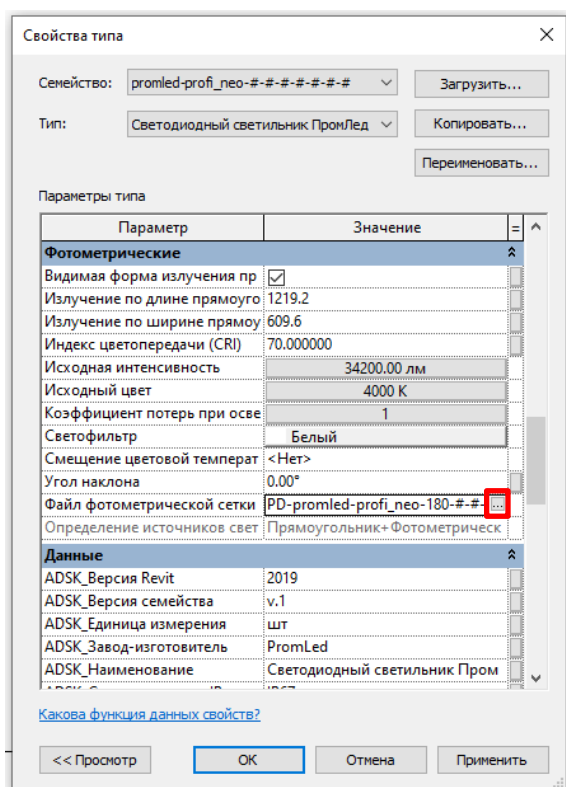 Свойства типа
Семейство: promled-profi_neo-#-#-#-#-#-#-# Загрузить...
Тип: Светодиодный светильник ПромЛед Копировать...
Переименовать...
Параметры типа
Параметр Значение =
Фотометрические
Видимая форма излучения пр
Излучение по длине прямоуго 1219.2
Излучение по ширине прямоу 609.6
Индекс цветопередачи (CRI) 70.000000
Исходная интенсивность 34200.00 лм
Исходный цвет 4000 К
Коэффициент потерь при осве 1
Светофильтр Белый
Смещение цветовой температ <Нет>
Угол наклона 0.00°
Файл фотометрической сетки PD-promled-profi_neo-180-#-#- ...
Определение источников свет Прямоугольник+Фотометрическ
Данные
ADSK_Версия Revit 2019
ADSK_Версия семейства v.1
ADSK_Единица измерения шт
ADSK_Завод-изготовитель PromLed
ADSK_Наименование Светодиодный светильник Пром
Какова функция данных свойств?
<< Просмотр ОК Отмена Применить